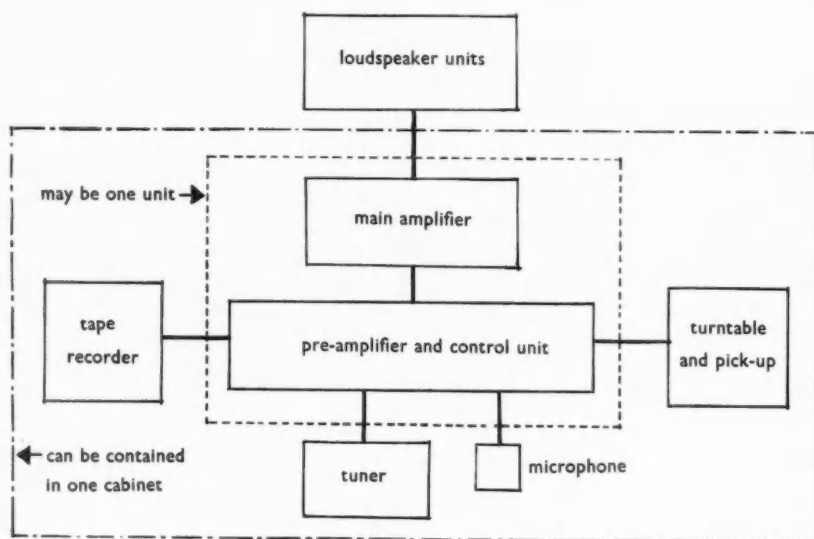 loudspeaker units
may be one unit
main amplifier
tape
recorder
pre-amplifier and control unit
turntable
and pick-up
can be contained
in one cabinet
tuner
microphone